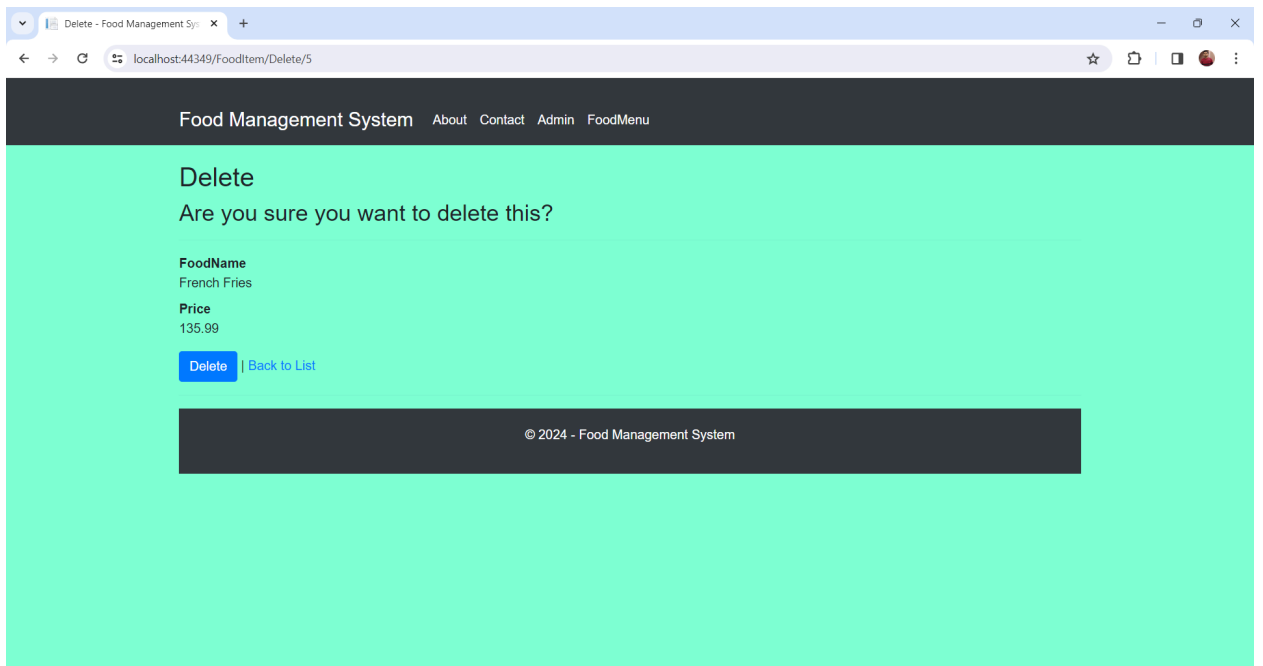 Delete - Food Management Sys
localhost:44349/FoodItem/Delete/5
Food Management System About Contact Admin FoodMenu
Delete
Are you sure you want to delete this?
FoodName
French Fries
Price
135.99
Delete | Back to List
© 2024 - Food Management System